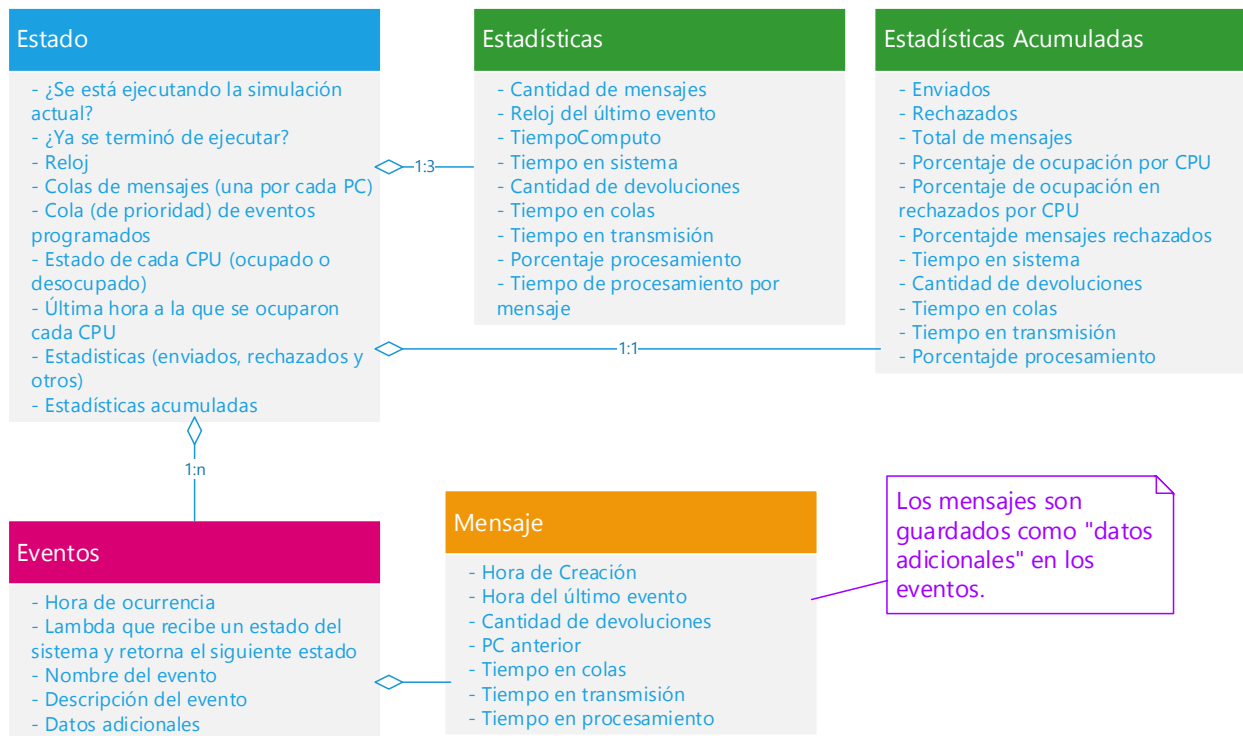 Estado
- ¿Se está ejecutando la simulación
actual?
- ¿Ya se terminó de ejecutar?
- Reloj
- Colas de mensajes (una por cada PC)
- Cola (de prioridad) de eventos
programados
- Estado de cada CPU (ocupado o
desocupado)
- Última hora a la que se ocuparon
cada CPU
- Estadisticas (enviados, rechazados y
otros)
- Estadísticas acumuladas
1:3
Estadísticas
- Cantidad de mensajes
- Reloj del último evento
- TiempoComputo
- Tiempo en sistema
- Cantidad de devoluciones
- Tiempo en colas
- Tiempo en transmisión
- Porcentaje procesamiento
- Tiempo de procesamiento por
mensaje
Estadísticas Acumuladas
- Enviados
- Rechazados
- Total de mensajes
- Porcentaje de ocupación por CPU
- Porcentaje de ocupación en
rechazados por CPU
- Porcentajde mensajes rechazados
- Tiempo en sistema
- Cantidad de devoluciones
- Tiempo en colas
- Tiempo en transmisión
- Porcentajde procesamiento
1:1
1:n
Eventos
- Hora de ocurrencia
- Lambda que recibe un estado del
sistema y retorna el siguiente estado
- Nombre del evento
- Descripción del evento
- Datos adicionales
Mensaje
- Hora de Creación
- Hora del último evento
- Cantidad de devoluciones
- PC anterior
- Tiempo en colas
- Tiempo en transmisión
- Tiempo en procesamiento
Los mensajes son
guardados como "datos
adicionales" en los
eventos.